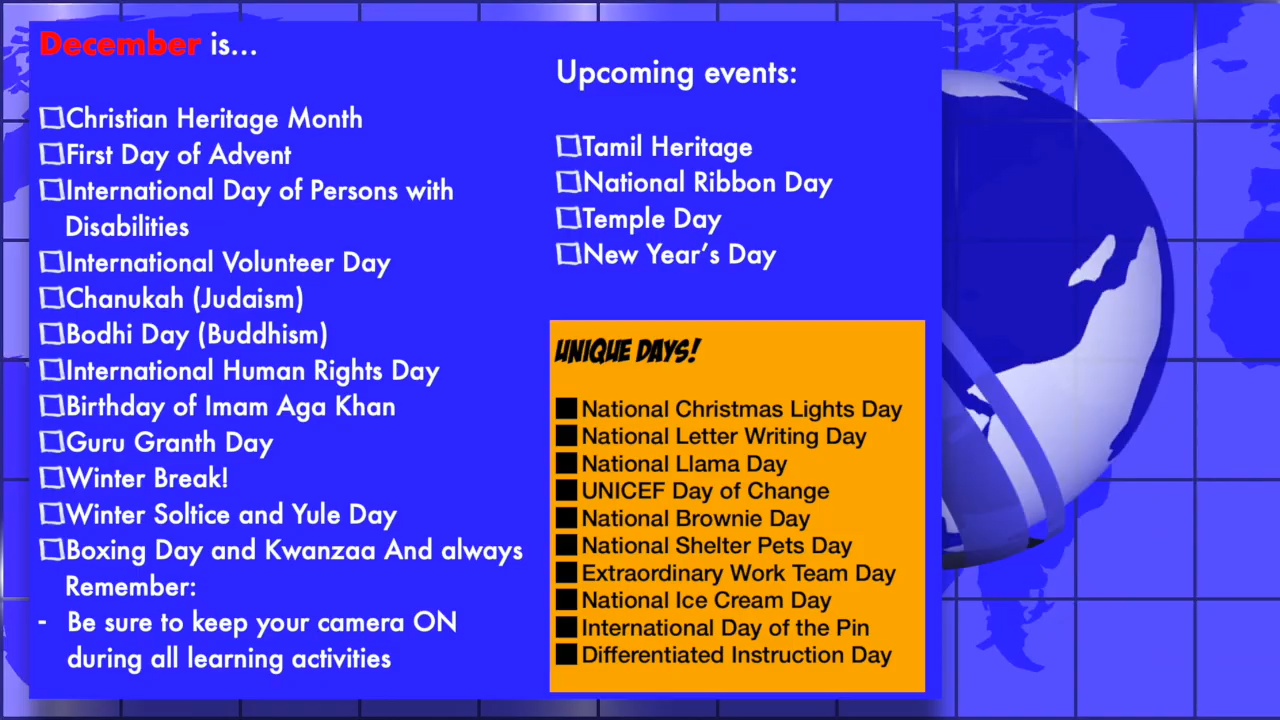 December is...
Christian Heritage Month
First Day of Advent
International Day of Persons with
Disabilities
International Volunteer Day
Chanukah (Judaism)
Bodhi Day (Buddhism)
International Human Rights Day
Birthday of Imam Aga Khan
Guru Granth Day
Winter Break!
Winter Soltice and Yule Day
Boxing Day and Kwanzaa And always
Remember:
- Be sure to keep your camera ON
during all learning activities
Upcoming events:
Tamil Heritage
National Ribbon Day
Temple Day
New Year’s Day
UNIQUE DAYS!
National Christmas Lights Day
National Letter Writing Day
National Llama Day
UNICEF Day of Change
National Brownie Day
National Shelter Pets Day
Extraordinary Work Team Day
National Ice Cream Day
International Day of the Pin
Differentiated Instruction Day